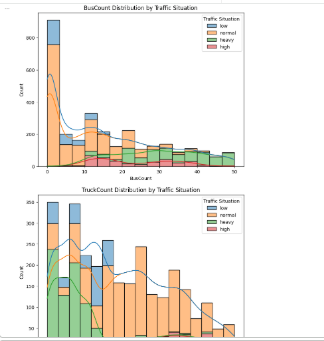 BusCount Distribution by Traffic Situation
Traffic Situation
low
normal
heavy
high
Count
800
600
400
200
0
0 10 20 30 40 50
BusCount
TruckCount Distribution by Traffic Situation
Traffic Situation
low
normal
heavy
high
Count
350
300
250
200
150
100
50